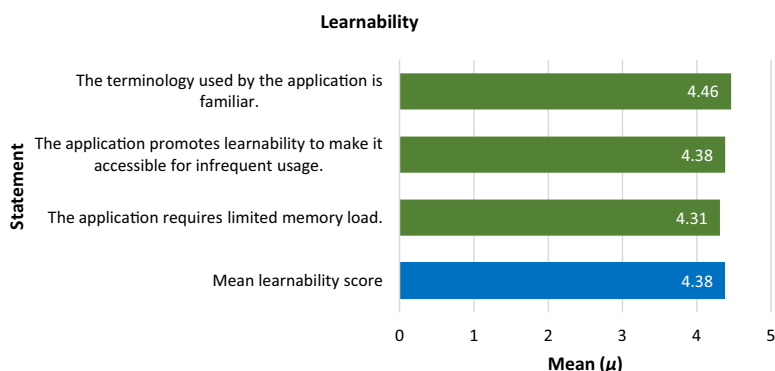 Learnability
Statement
The terminology used by the application is
familiar.
4.46
The application promotes learnability to make it
accessible for infrequent usage.
4.38
The application requires limited memory load.
4.31
Mean learnability score
4.38
0 1 2 3 4 5
Mean (μ)